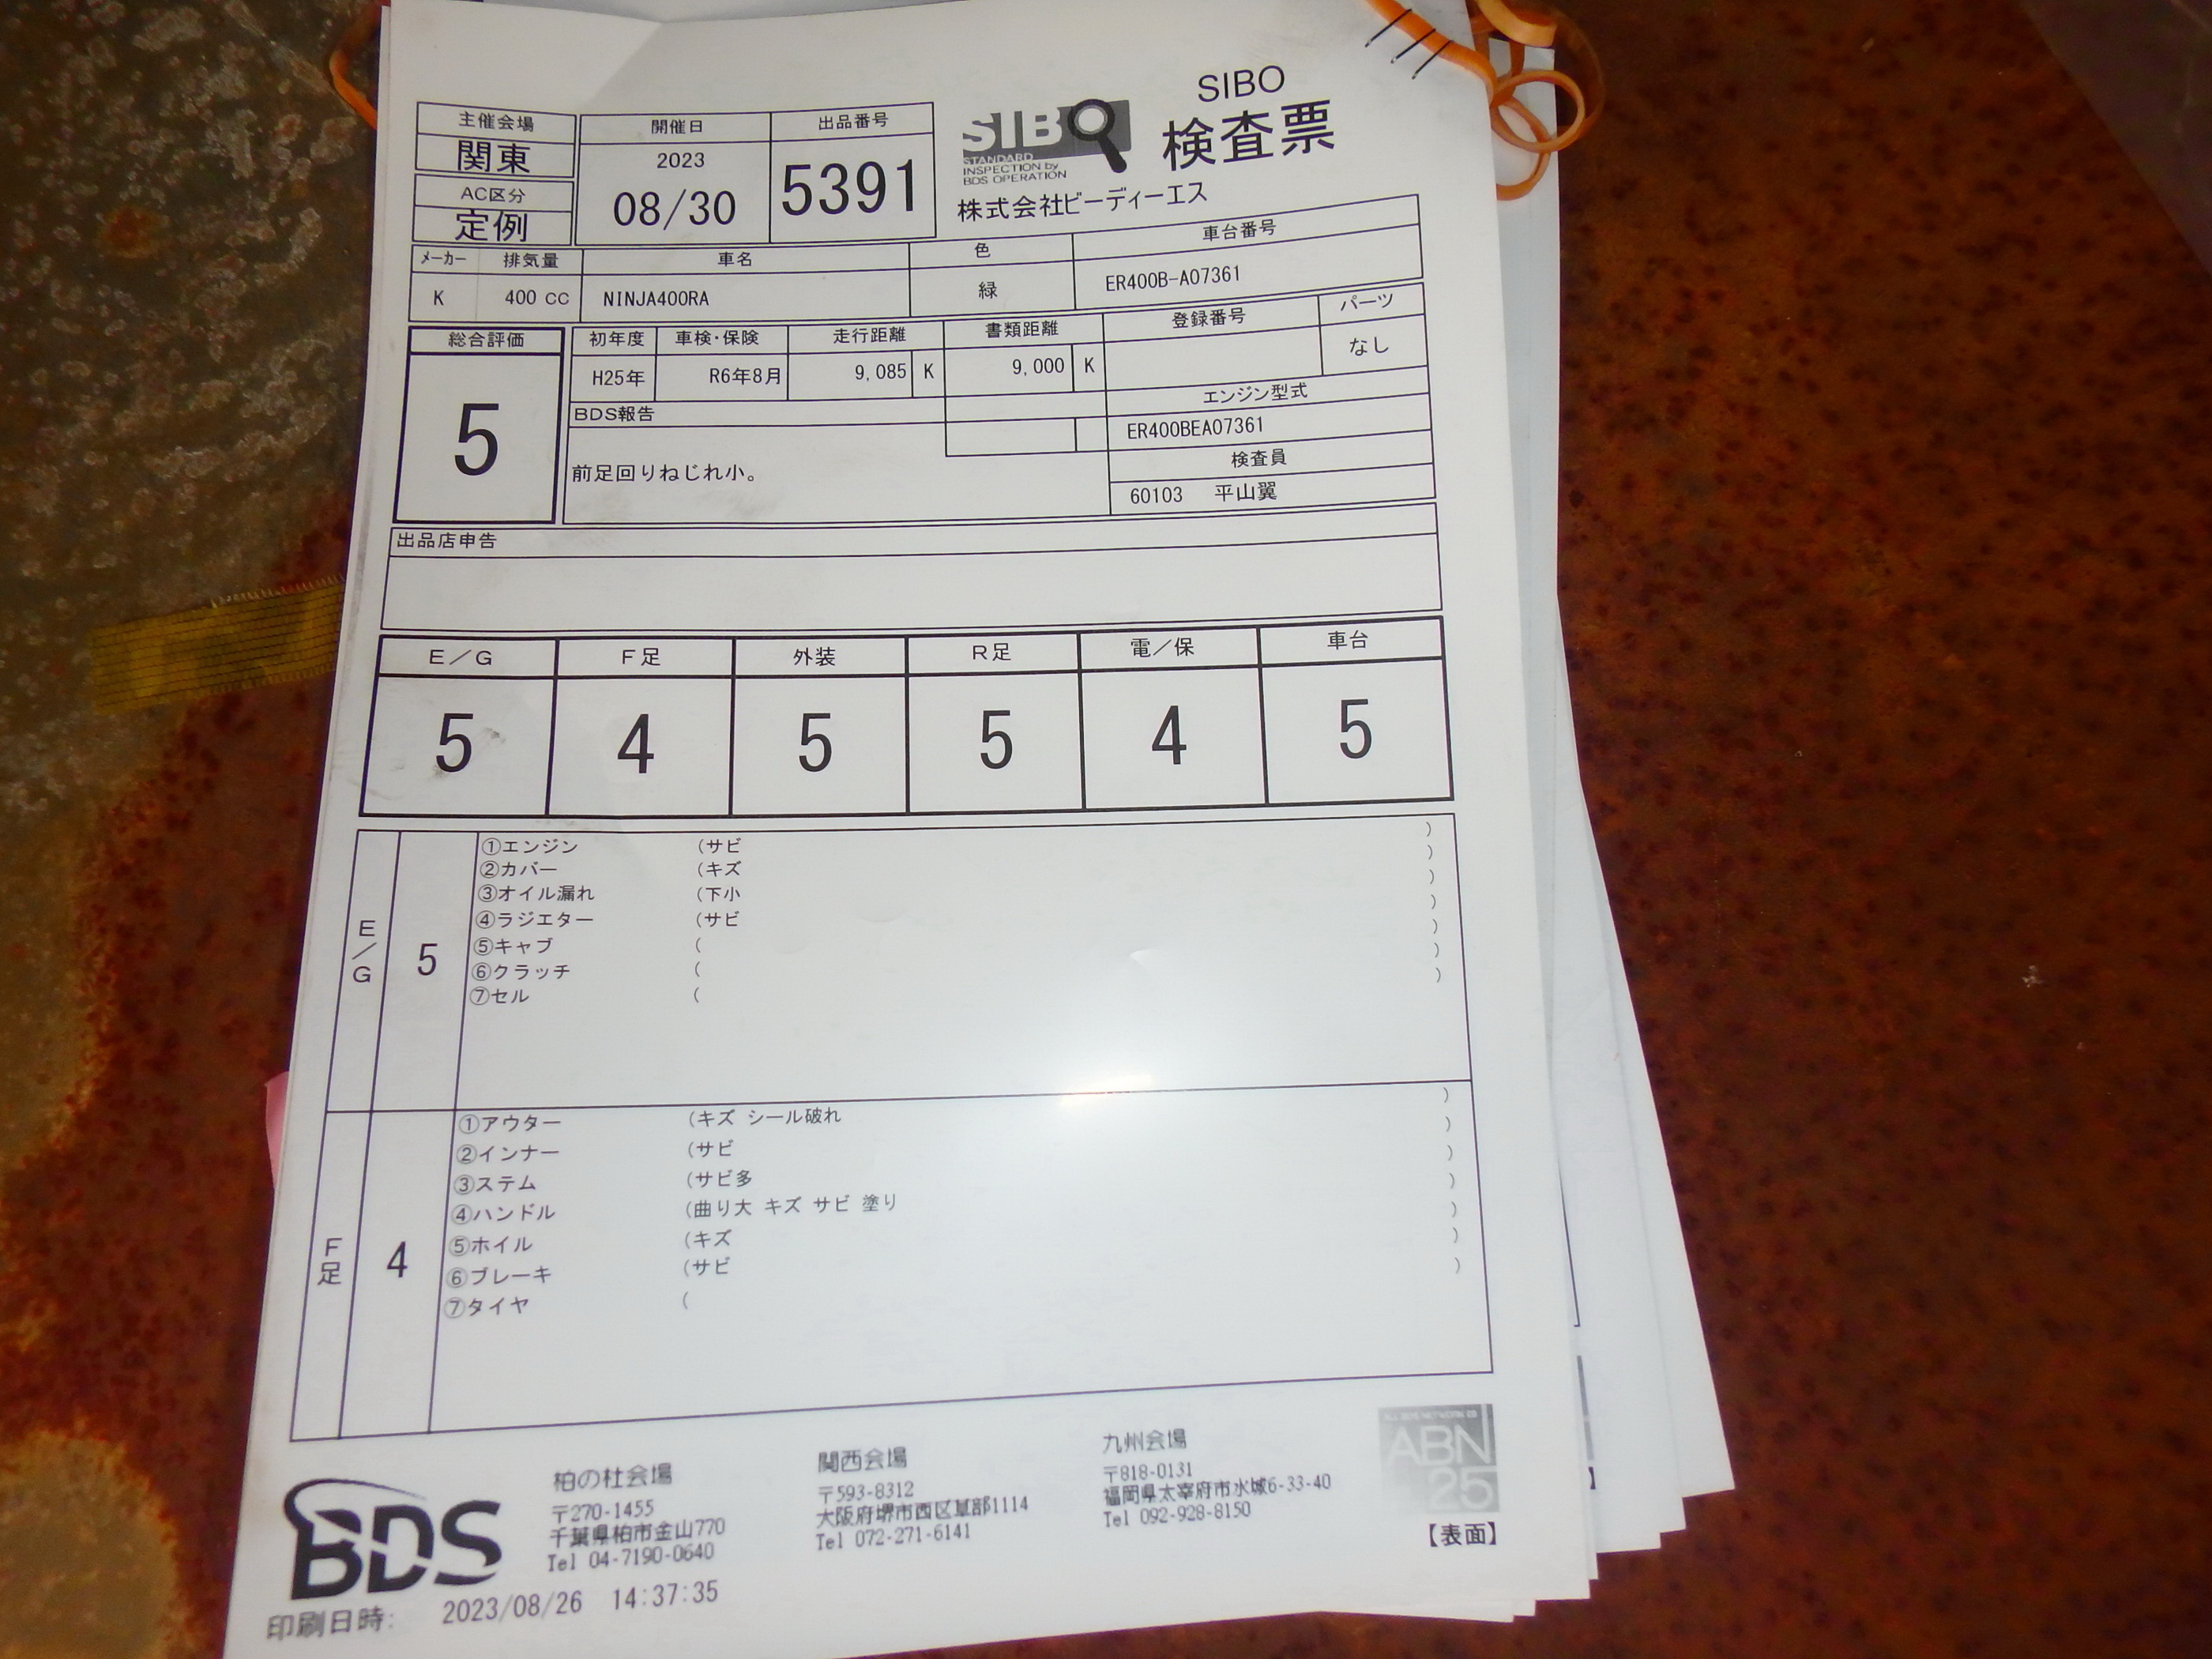 SIBO
STANDARD
INSPECTION by
BDS OPERATION
SIBO
検査票
株式会社ビーディーエス
主催会場
関東
AC区分
定例
開催日
2023
08/30
出品番号
5391
メーカー 排気量 車名 色 車台番号
K 400 cc NINJA400RA 緑 ER400B-A07361
総合評価
5
初年度 車検・保険 走行距離 書類距離 登録番号 パーツ
H25年 R6年8月 9,085 K 9,000 K なし
BDS報告
前足回りねじれ小。
エンジン型式
ER400BEA07361
検査員
60103 平山翼
出品店申告
E/G F足 外装 R足 電/保 車台
5 4 5 5 4 5
E/G 5
①エンジン (サビ )
②カバー (キズ )
③オイル漏れ (下小 )
④ラジエター (サビ )
⑤キャブ ( )
⑥クラッチ ( )
⑦セル ( )
F足 4
①アウター (キズ シール破れ )
②インナー (サビ )
③ステム (サビ多 )
④ハンドル (曲り大 キズ サビ 塗り )
⑤ホイル (キズ )
⑥ブレーキ (サビ )
⑦タイヤ ( )
BDS
柏の杜会場
〒270-1455
千葉県柏市金山770
Tel 04-7190-0640
関西会場
〒593-8312
大阪府堺市西区草部1114
Tel 072-271-6141
九州会場
〒818-0131
福岡県太宰府市水城6-33-40
Tel 092-928-8150
ABN
25
【表面】
印刷日時: 2023/08/26 14:37:35